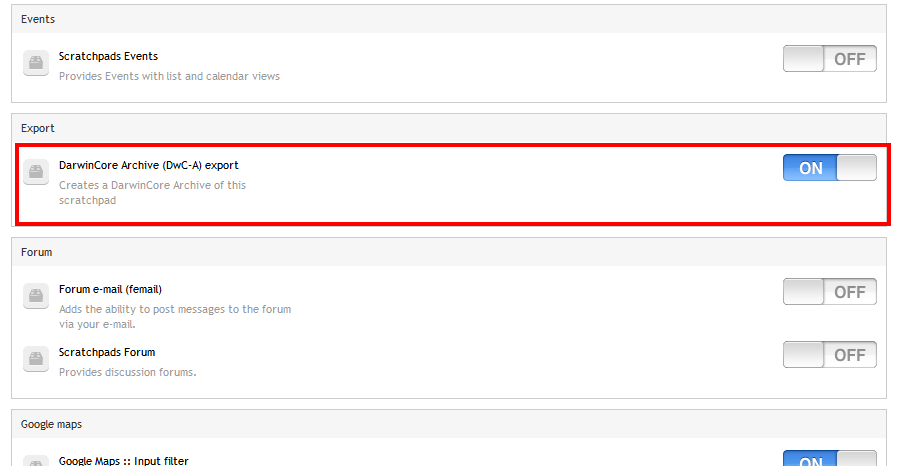 Events
Scratchpads Events
OFF
Provides Events with list and calendar views
Export
DarwinCore Archive (DwC-A) export
ON
Creates a DarwinCore Archive of this
scratchpad
Forum
Forum e-mail (femail)
OFF
Adds the ability to post messages to the forum
via your e-mail.
Scratchpads Forum
OFF
Provides discussion forums.
Google maps
Google Maps :: Input filter
ON